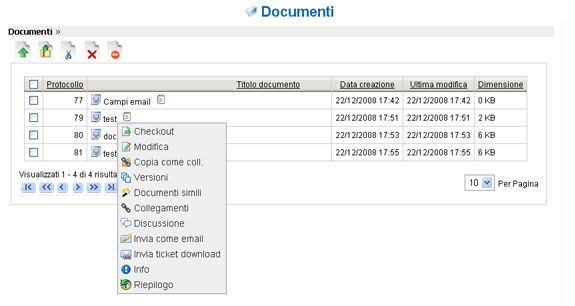 Documenti
Documenti »
Protocollo Titolo documento Data creazione Ultima modifica Dimensione
77 Campi email 22/12/2008 17:42 22/12/2008 17:42 0 KB
79 test 22/12/2008 17:51 22/12/2008 17:51 2 KB
80 doc 22/12/2008 17:53 22/12/2008 17:53 6 KB
81 test 22/12/2008 17:55 22/12/2008 17:55 6 KB
Checkout
Modifica
Copia come coll.
Versioni
Documenti simili
Collegamenti
Discussione
Invia come email
Invia ticket download
Info
Riepilogo
Visualizzati 1 - 4 di 4 risulta
10 Per Pagina